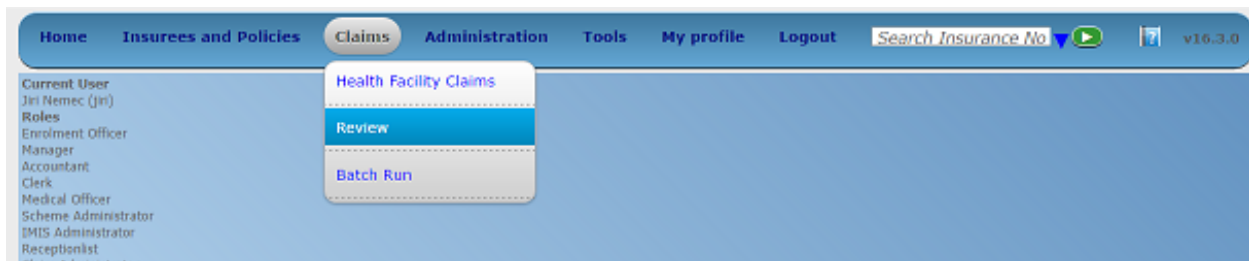 Home Insurees and Policies Claims Administration Tools My profile Logout Search Insurance No ? v16.3.0
Health Facility Claims
Review
Batch Run
Current User
Jiri Nemec (jiri)
Roles
Enrolment Officer
Manager
Accountant
Clerk
Medical Officer
Scheme Administrator
IMIS Administrator
Receptionlist